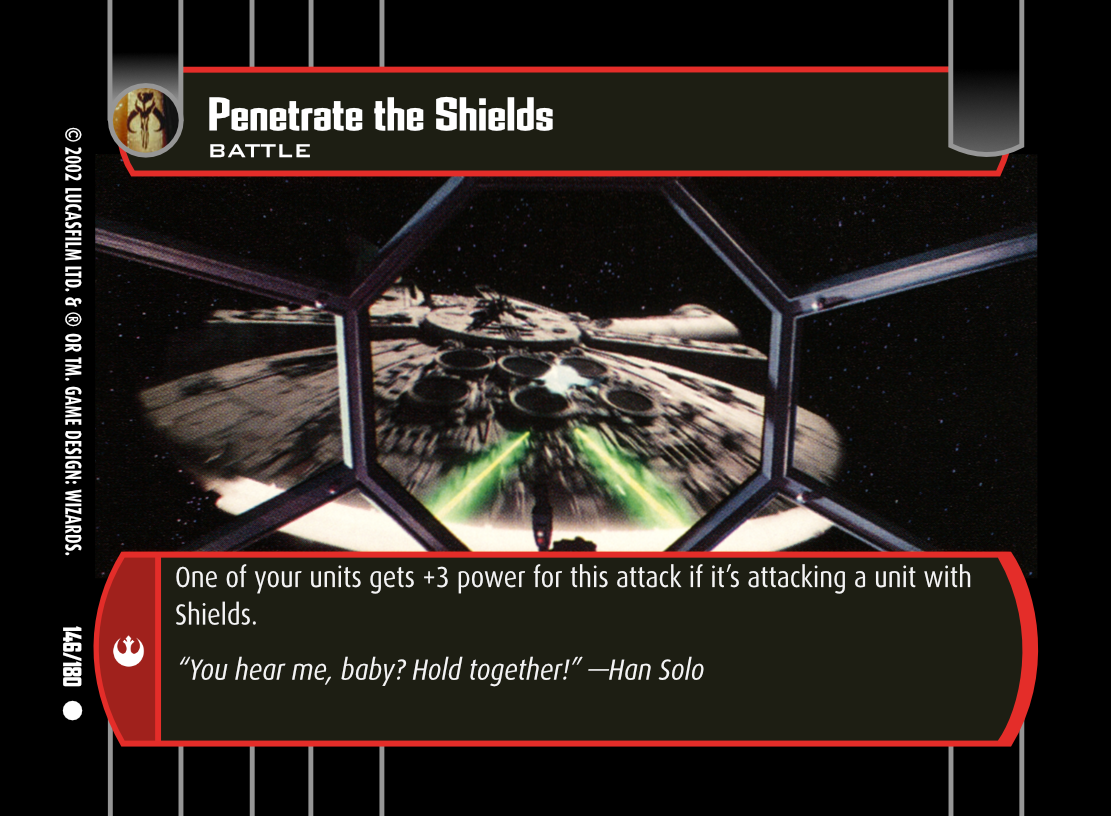 Penetrate the Shields
BATTLE
One of your units gets +3 power for this attack if it's attacking a unit with
Shields.
“You hear me, baby? Hold together!” —Han Solo
© 2002 LUCASFILM LTD. & ® OR TM. GAME DESIGN: WIZARDS.
146/180